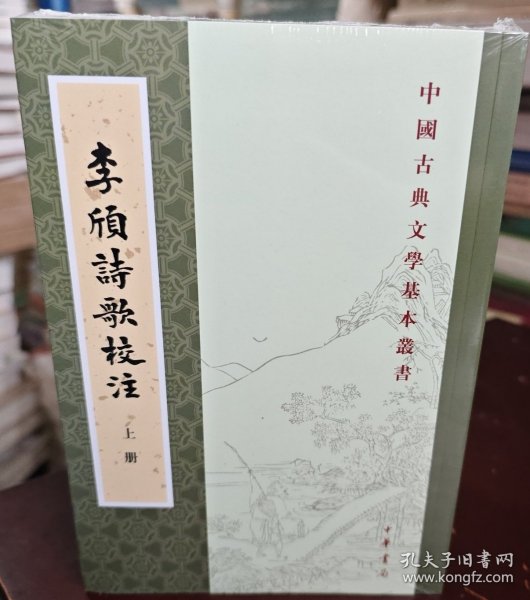 中國古典文學基本叢書
李頎詩歌校注
上册
中華書局
孔夫子旧书网
www.kongfz.com